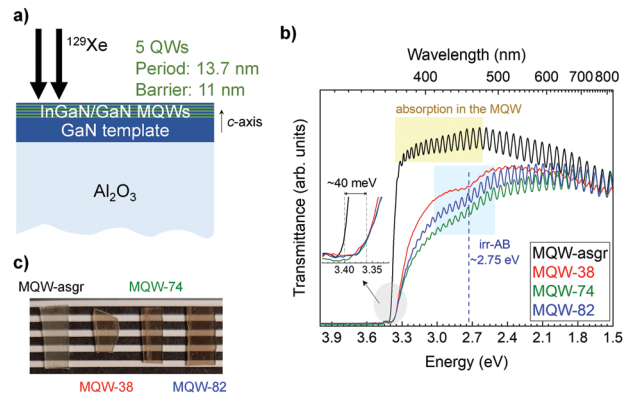 a)
¹²⁹Xe
5 QWs
Period: 13.7 nm
Barrier: 11 nm
InGaN/GaN MQWs
GaN template
c-axis
Al₂O₃
b)
Wavelength (nm)
400 500 600 700 800
absorption in the MQW
~40 meV
3.40 3.35
irr-AB
~2.75 eV
MQW-asgr
MQW-38
MQW-74
MQW-82
Transmittance (arb. units)
3.9 3.6 3.3 3.0 2.7 2.4 2.1 1.8 1.5
Energy (eV)
c)
MQW-asgr
MQW-74
MQW-38
MQW-82